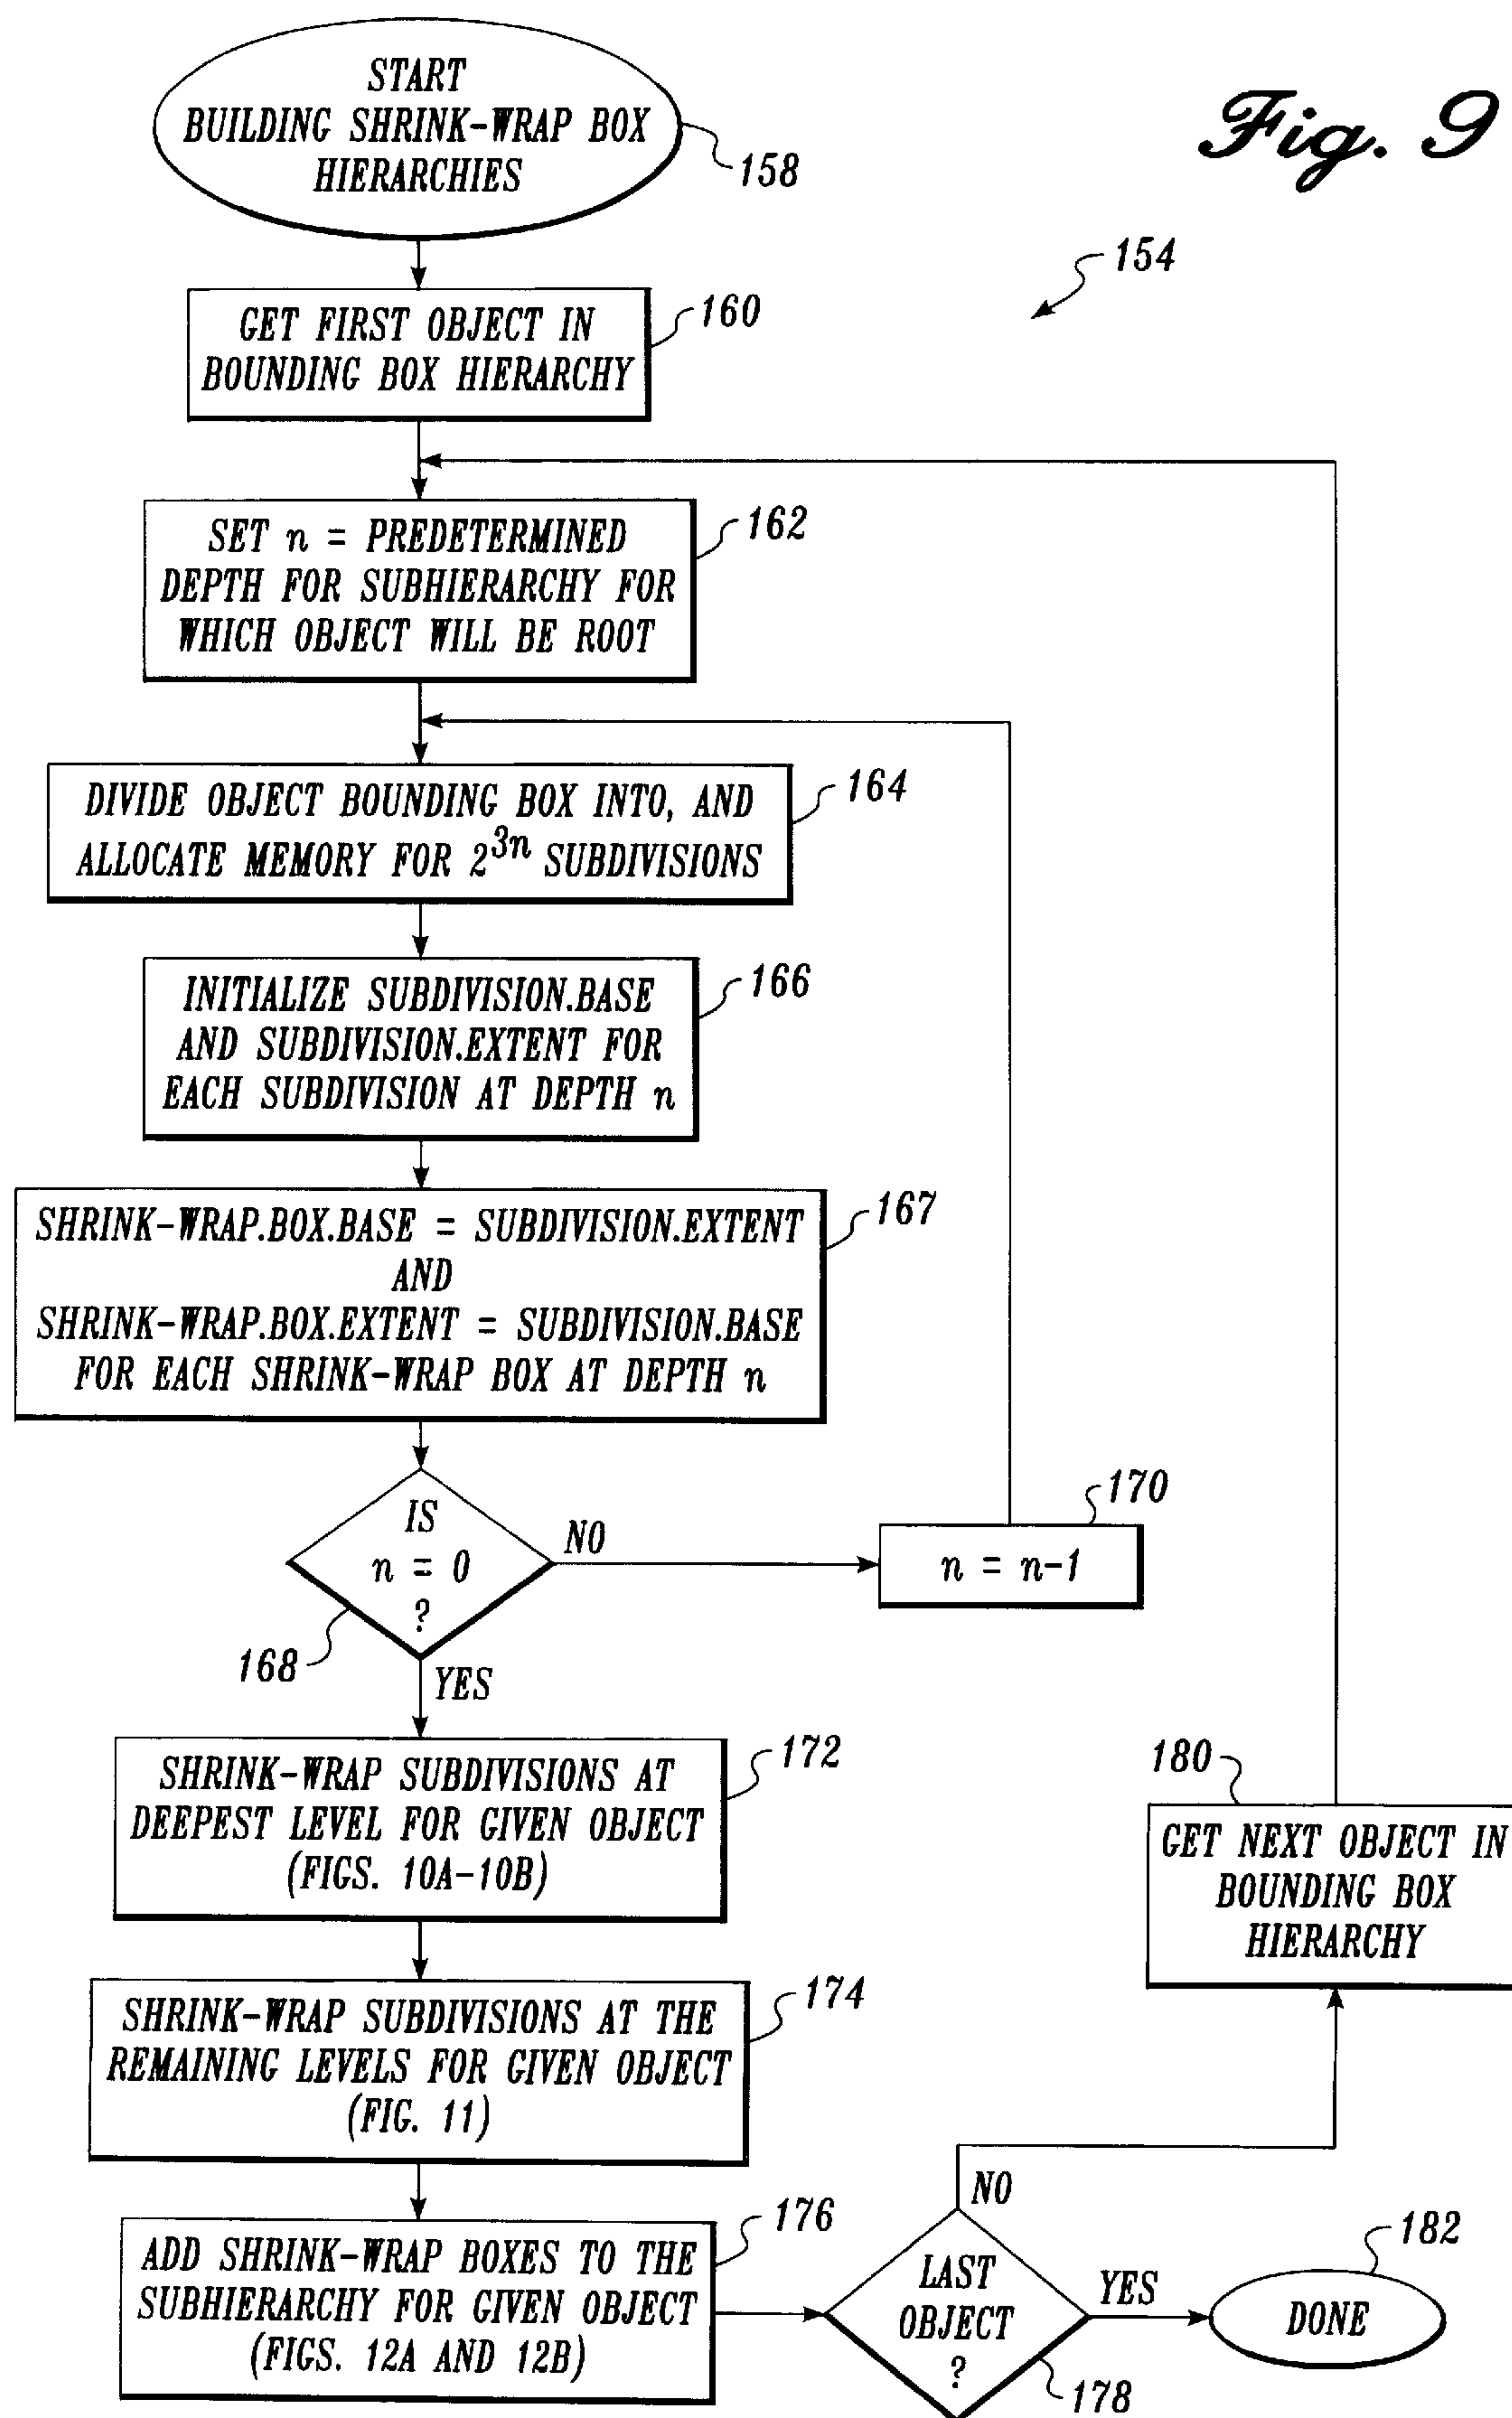 Fig. 9
START
BUILDING SHRINK-WRAP BOX
HIERARCHIES
158
154
GET FIRST OBJECT IN
BOUNDING BOX HIERARCHY
160
SET n = PREDETERMINED
DEPTH FOR SUBHIERARCHY FOR
WHICH OBJECT WILL BE ROOT
162
DIVIDE OBJECT BOUNDING BOX INTO, AND
ALLOCATE MEMORY FOR 2^3n SUBDIVISIONS
164
INITIALIZE SUBDIVISION.BASE
AND SUBDIVISION.EXTENT FOR
EACH SUBDIVISION AT DEPTH n
166
SHRINK-WRAP.BOX.BASE = SUBDIVISION.EXTENT
AND
SHRINK-WRAP.BOX.EXTENT = SUBDIVISION.BASE
FOR EACH SHRINK-WRAP BOX AT DEPTH n
167
IS
n = 0
?
168
NO
n = n-1
170
YES
SHRINK-WRAP SUBDIVISIONS AT
DEEPEST LEVEL FOR GIVEN OBJECT
(FIGS. 10A-10B)
172
SHRINK-WRAP SUBDIVISIONS AT THE
REMAINING LEVELS FOR GIVEN OBJECT
(FIG. 11)
174
ADD SHRINK-WRAP BOXES TO THE
SUBHIERARCHY FOR GIVEN OBJECT
(FIGS. 12A AND 12B)
176
LAST
OBJECT
?
178
NO
180
GET NEXT OBJECT IN
BOUNDING BOX
HIERARCHY
YES
DONE
182